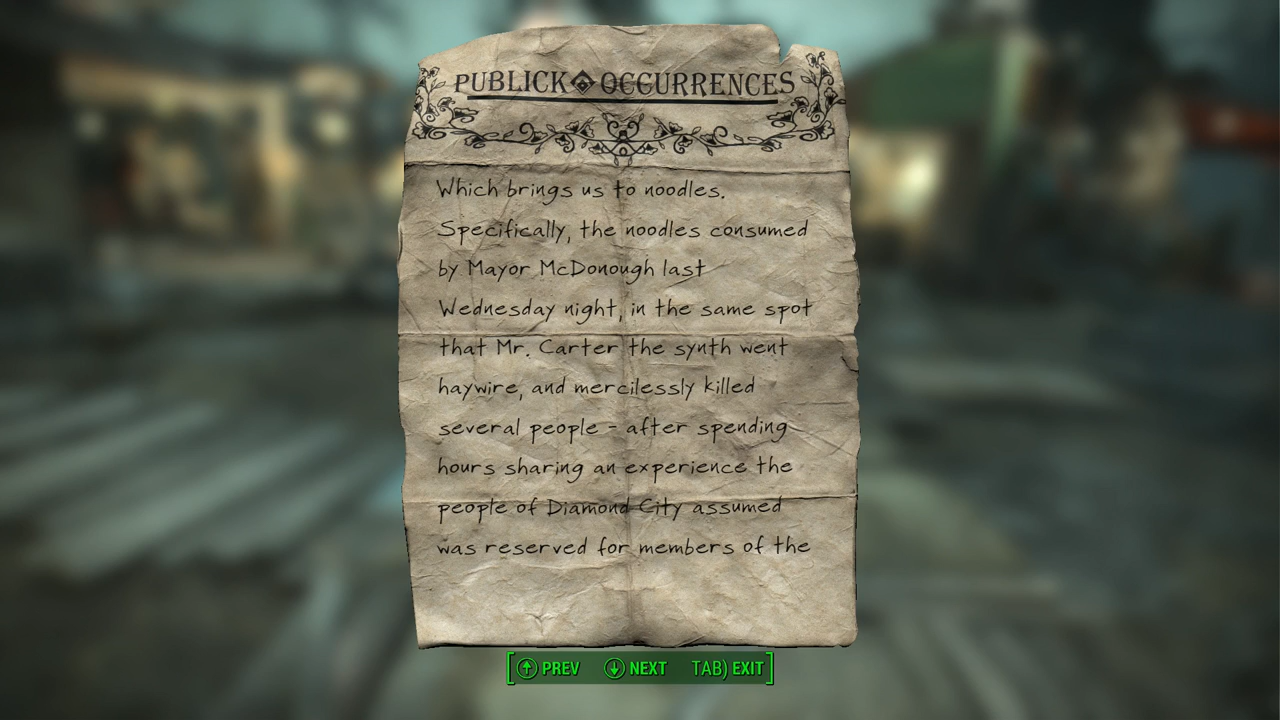 PUBLICK OCCURRENCES
Which brings us to noodles.
Specifically, the noodles consumed
by Mayor McDonough last
Wednesday night, in the same spot
that Mr. Carter the synth went
haywire, and mercilessly killed
several people - after spending
hours sharing an experience the
people of Diamond City assumed
was reserved for members of the
PREV NEXT TAB) EXIT